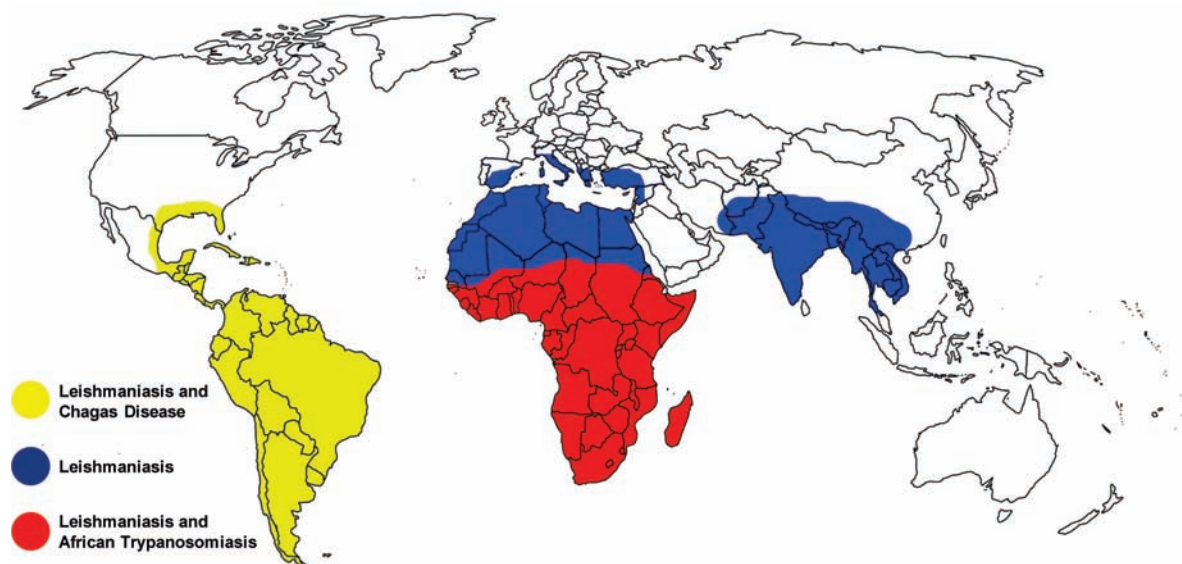 Leishmaniasis and
Chagas Disease
Leishmaniasis
Leishmaniasis and
African Trypanosomiasis